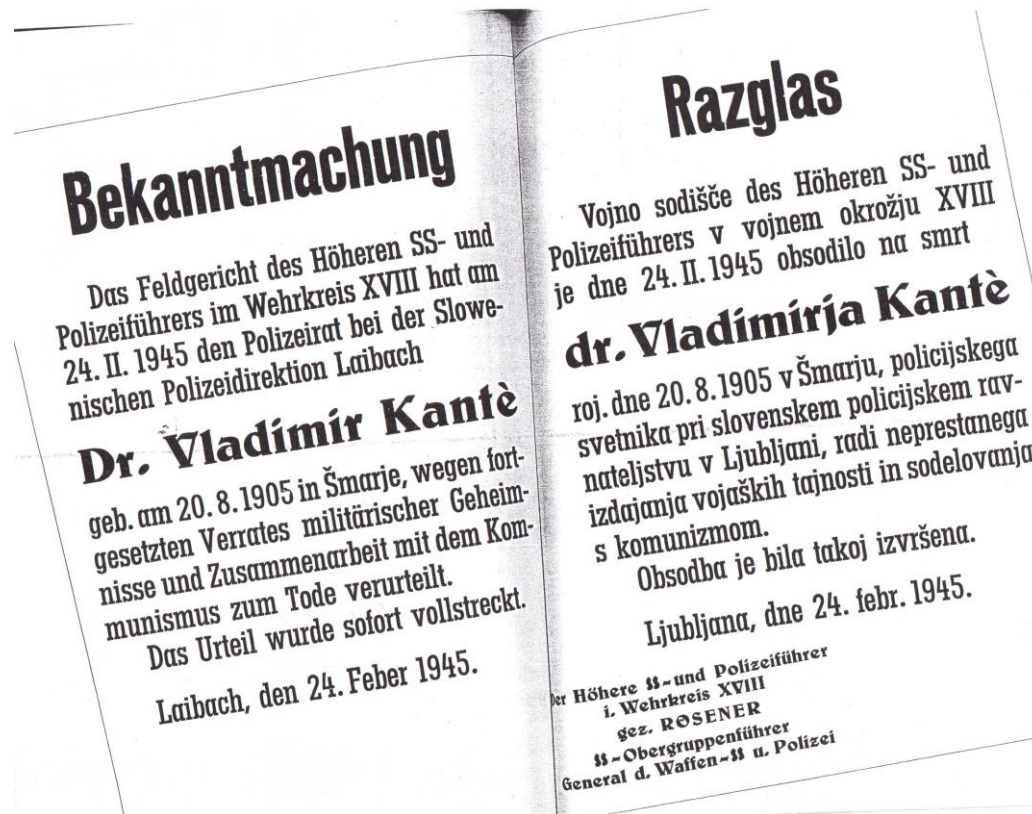 Bekanntmachung
Das Feldgericht des Höheren SS- und
Polizeiführers im Wehrkreis XVIII hat am
24. II. 1945 den Polizeirat bei der Slowe-
nischen Polizeidirektion Laibach
Dr. Vladimir Kantè
geb. am 20. 8. 1905 in Šmarje, wegen fort-
gesetzten Verrates militärischer Geheim-
nisse und Zusammenarbeit mit dem Kom-
munismus zum Tode verurteilt.
Das Urteil wurde sofort vollstreckt.
Laibach, den 24. Feber 1945.
Razglas
Vojno sodišče des Höheren SS- und
Polizeiführers v vojnem okrožju XVIII
je dne 24. II. 1945 obsodilo na smrt
dr. Vladimirja Kantè
roj. dne 20. 8. 1905 v Šmarju, policijskega
svetnika pri slovenskem policijskem rav-
nateljstvu v Ljubljani, radi neprestanega
izdajanja vojaških tajnosti in sodelovanja
s komunizmom.
Obsodba je bila takoj izvršena.
Ljubljana, dne 24. febr. 1945.
Der Höhere SS-und Polizeiführer
i. Wehrkreis XVIII
gez. RØSENER
SS-Obergruppenführer
General d. Waffen-SS u. Polizei